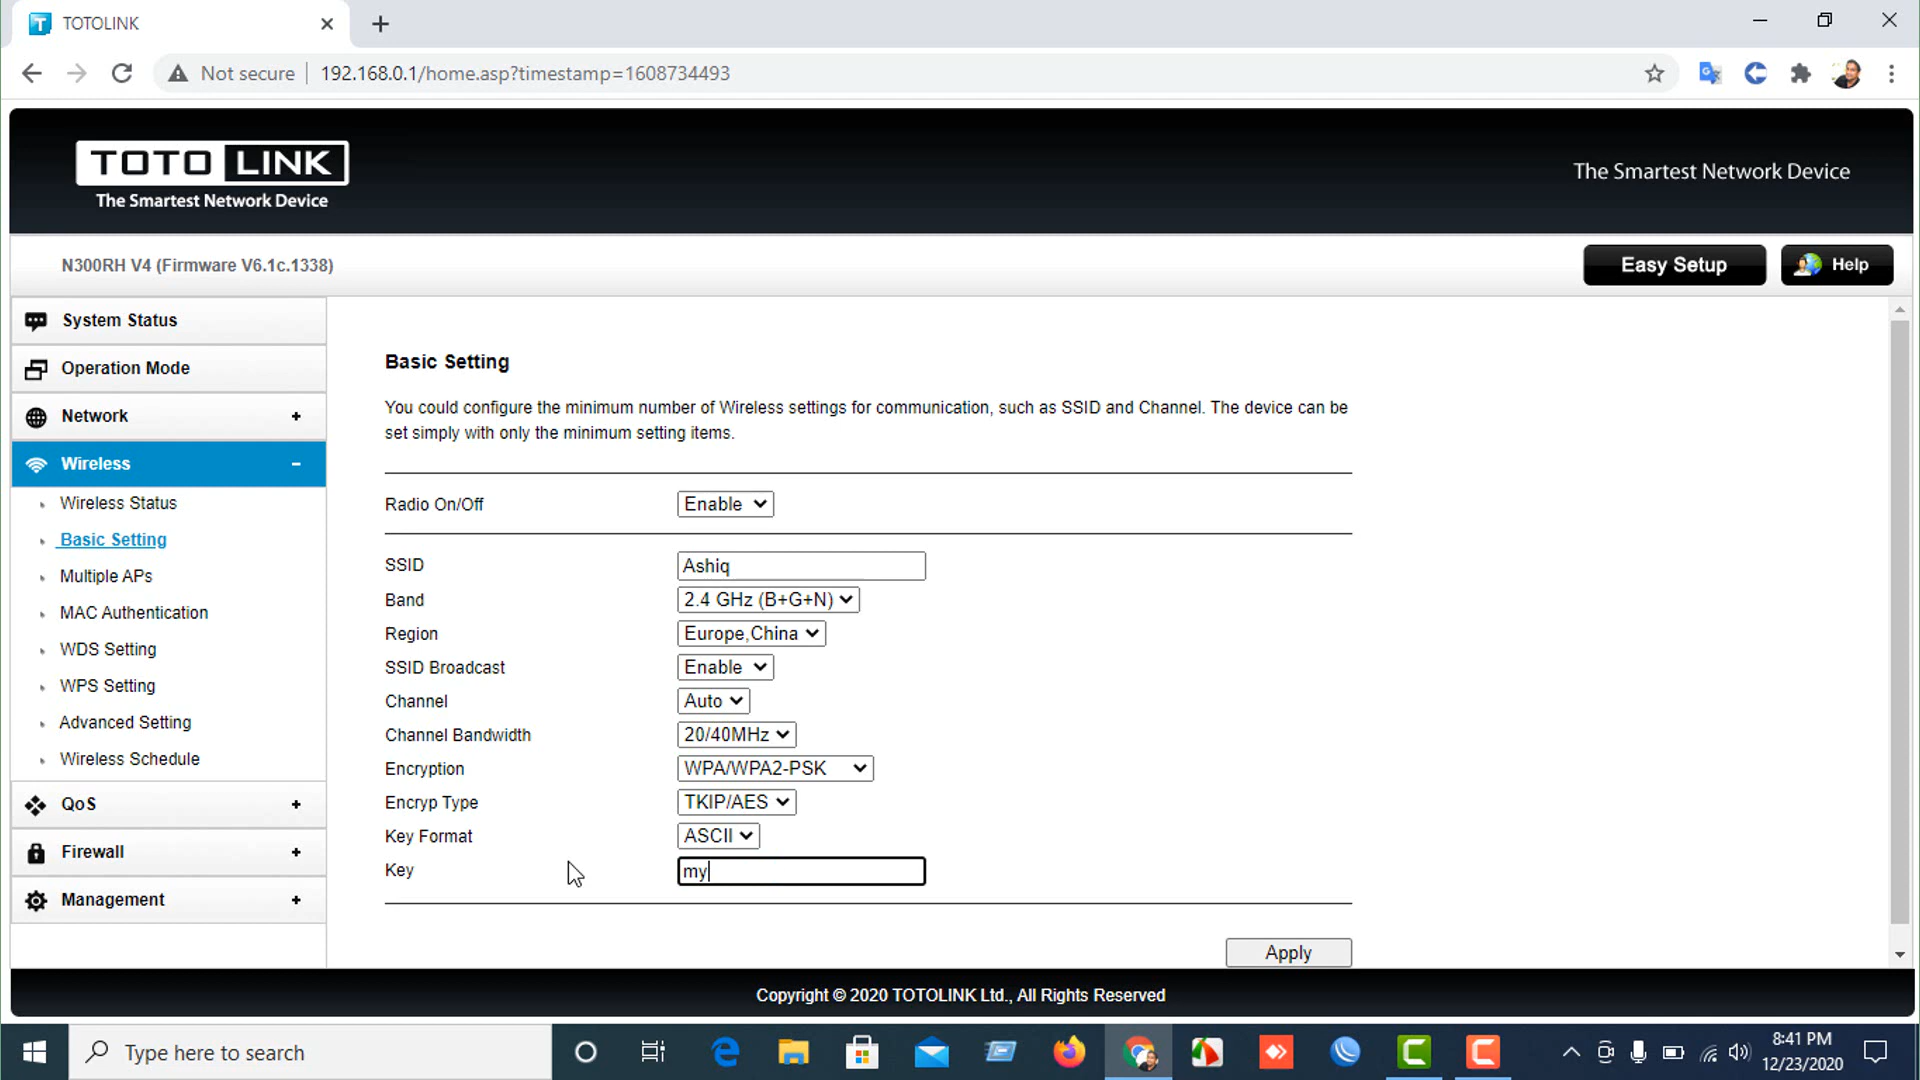 TOTOLINK
Not secure 192.168.0.1/home.asp?timestamp=1608734493
TOTO LINK
The Smartest Network Device
The Smartest Network Device
N300RH V4 (Firmware V6.1c.1338)
Easy Setup
Help
System Status
Operation Mode
Network +
Wireless -
Wireless Status
Basic Setting
Multiple APs
MAC Authentication
WDS Setting
WPS Setting
Advanced Setting
Wireless Schedule
QoS +
Firewall +
Management +
Basic Setting
You could configure the minimum number of Wireless settings for communication, such as SSID and Channel. The device can be
set simply with only the minimum setting items.
Radio On/Off Enable
SSID Ashiq
Band 2.4 GHz (B+G+N)
Region Europe,China
SSID Broadcast Enable
Channel Auto
Channel Bandwidth 20/40MHz
Encryption WPA/WPA2-PSK
Encryp Type TKIP/AES
Key Format ASCII
Key my
Apply
Copyright © 2020 TOTOLINK Ltd., All Rights Reserved
Type here to search
8:41 PM
12/23/2020